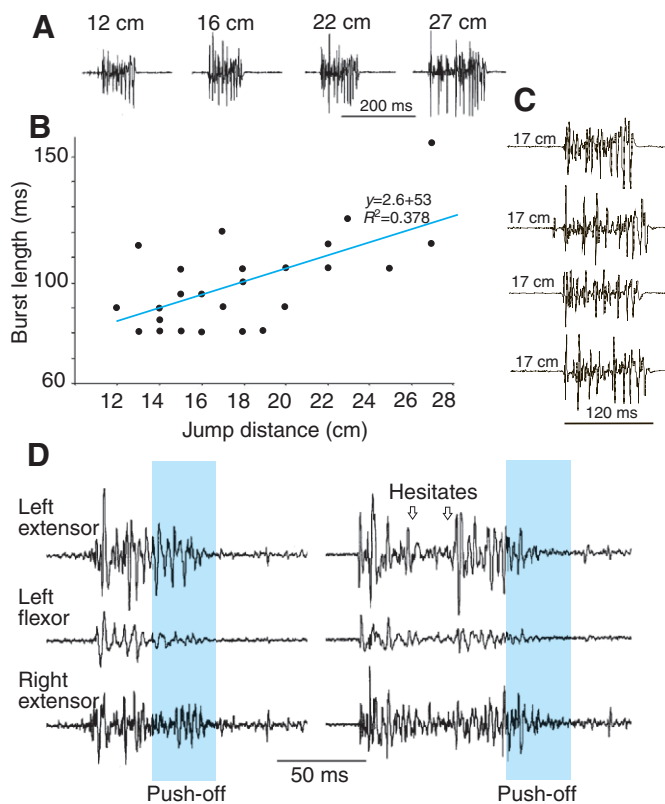 A
12 cm 16 cm 22 cm 27 cm
200 ms
B
150
100
60
Burst length (ms)
y=2.6+53
R²=0.378
12 14 16 18 20 22 24 26 28
Jump distance (cm)
C
17 cm
17 cm
17 cm
17 cm
120 ms
D
Hesitates
Left
extensor
Left
flexor
Right
extensor
50 ms
Push-off Push-off